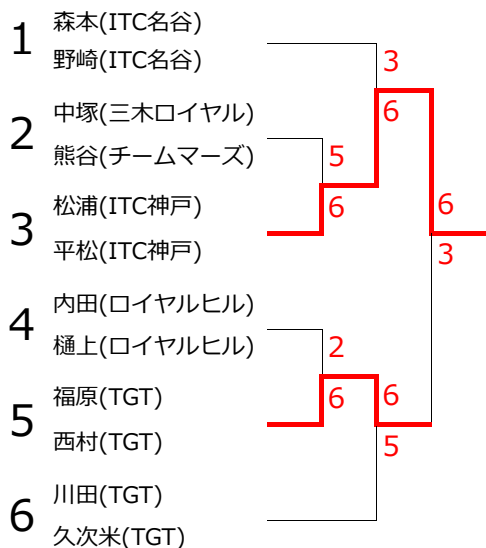 1
森本(ITC名谷)
野崎(ITC名谷)
3
2
中塚(三木ロイヤル)
熊谷(チームマーズ)
6
5
3
松浦(ITC神戸)
平松(ITC神戸)
6
6
3
4
内田(ロイヤルヒル)
樋上(ロイヤルヒル)
2
5
福原(TGT)
西村(TGT)
6
6
5
6
川田(TGT)
久次米(TGT)